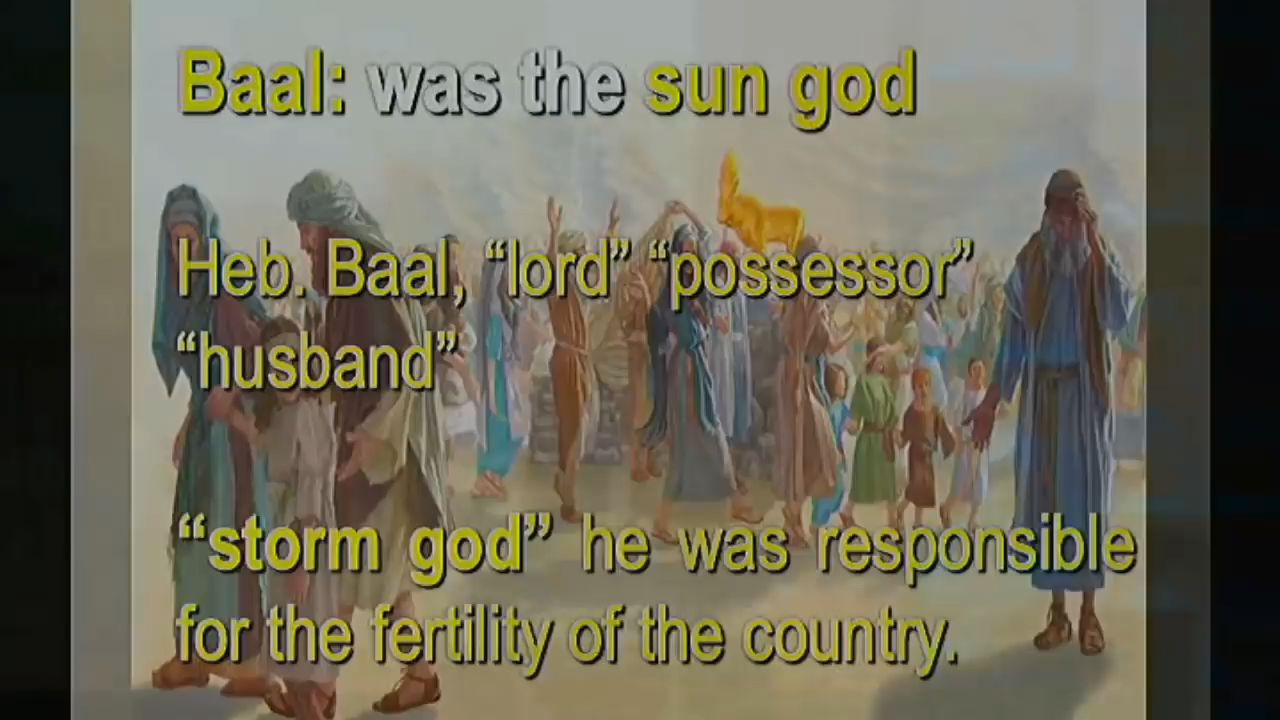 Baal: was the sun god
Heb. Baal, “lord” “possessor”
“husband”
“storm god” he was responsible
for the fertility of the country.